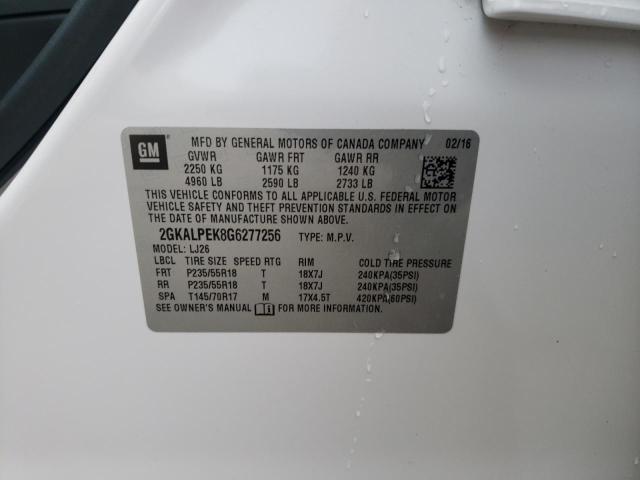 GM
MFD BY GENERAL MOTORS OF CANADA COMPANY 02/16
GVWR GAWR FRT GAWR RR
2250 KG 1175 KG 1240 KG
4960 LB 2590 LB 2733 LB
THIS VEHICLE CONFORMS TO ALL APPLICABLE U.S. FEDERAL MOTOR
VEHICLE SAFETY AND THEFT PREVENTION STANDARDS IN EFFECT ON
THE DATE OF MANUFACTURE SHOWN ABOVE.
2GKALPEK8G6277256 TYPE: M.P.V.
MODEL: LJ26
LBCL TIRE SIZE SPEED RTG RIM COLD TIRE PRESSURE
FRT P235/55R18 T 18X7J 240KPA(35PSI)
RR P235/55R18 T 18X7J 240KPA(35PSI)
SPA T145/70R17 M 17X4.5T 420KPA(60PSI)
SEE OWNER'S MANUAL FOR MORE INFORMATION.